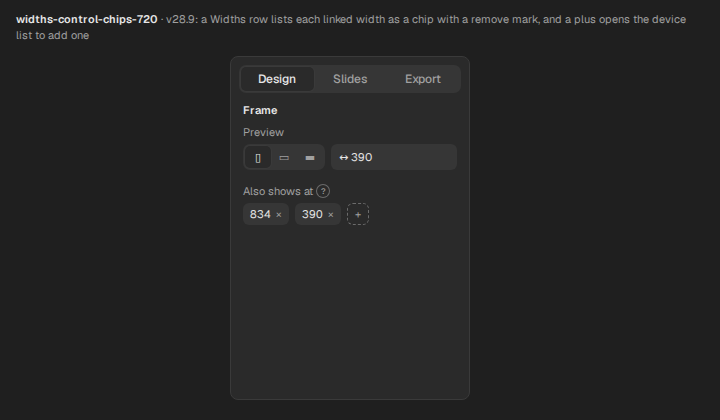 widths-control-chips-720 · v28.9: a Widths row lists each linked width as a chip with a remove mark, and a plus opens the device
list to add one
Design Slides Export
Frame
Preview
↔ 390
Also shows at ?
834 × 390 × +